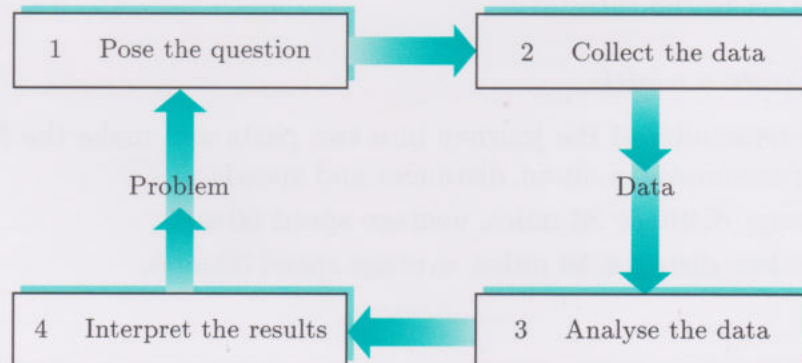 1 Pose the question
2 Collect the data
Problem
Data
4 Interpret the results
3 Analyse the data